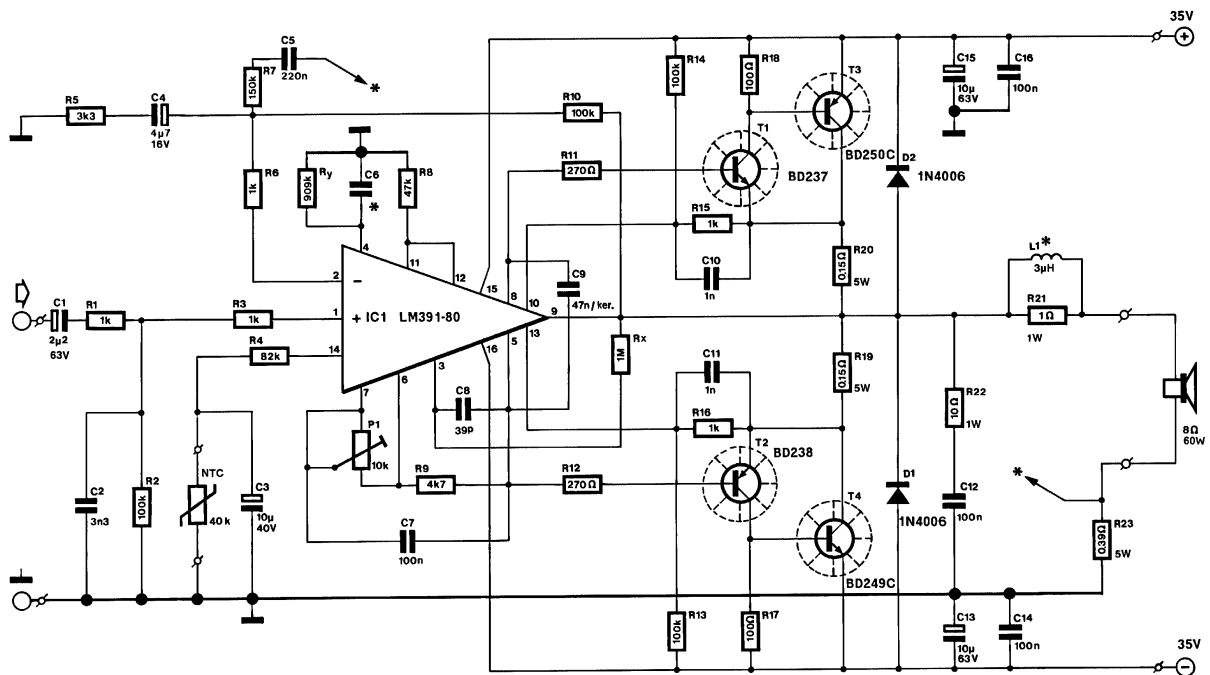 35V
+
C5
220n
R7
150k
*
R5
3k3
C4
4µ7
16V
R10
100k
R14
100k
R18
100Ω
T3
BD250C
C15
10µ
63V
C16
100n
T1
BD237
D2
1N4006
R11
270Ω
R6
1k
Ry
909k
C6
*
R8
47k
R15
1k
C10
1n
R20
0,15Ω
5W
L1*
3µH
R21
1Ω
1W
4
11
12
2
−
15
C9
47n/ker.
8
10
C1
2µ2
63V
R1
1k
R3
1k
1
+ IC1 LM391-80
9
13
R4
82k
14
16
5
3
6
7
Rx
1M
C11
1n
R19
0,15Ω
5W
R22
10Ω
1W
8Ω
60W
C8
39p
R16
1k
P1
10k
T2
BD238
R9
4k7
R12
270Ω
D1
1N4006
*
C2
3n3
R2
100k
NTC
40k
C3
10µ
40V
C7
100n
T4
BD249C
C12
100n
R23
0,39Ω
5W
R13
100k
R17
100Ω
C13
10µ
63V
C14
100n
35V
−